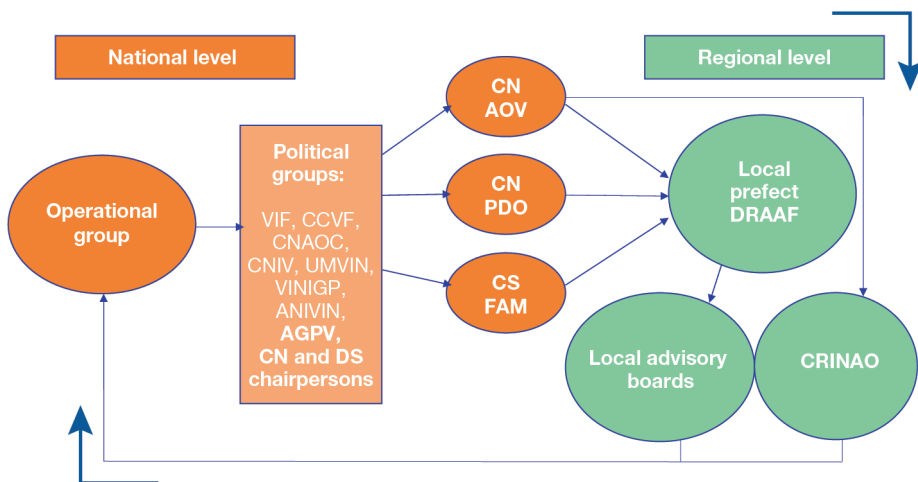 National level
Regional level
Operational
group
Political
groups:
VIF, CCVF,
CNAOC,
CNIV, UMVIN,
VINIGP,
ANIVIN,
AGPV,
CN and DS
chairpersons
CN
AOV
CN
PDO
CS
FAM
Local
prefect
DRAAF
Local advisory
boards
CRINAO